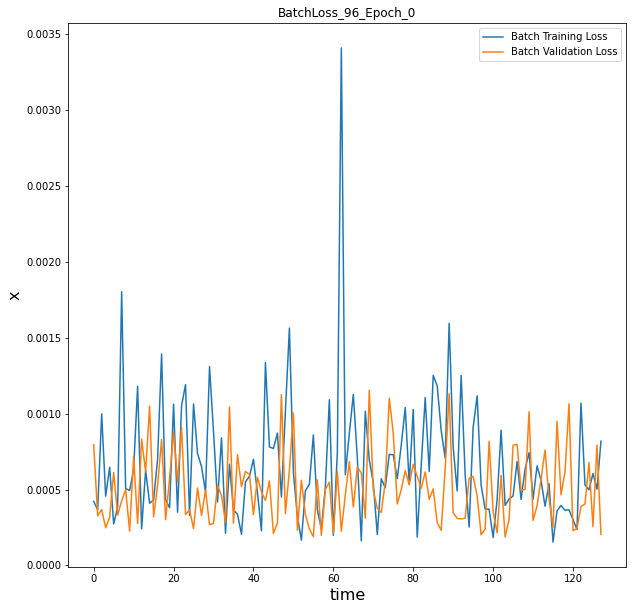 BatchLoss_96_Epoch_0
Batch Training Loss
Batch Validation Loss
0.0035
0.0030
0.0025
0.0020
0.0015
0.0010
0.0005
0.0000
x
0 20 40 60 80 100 120
time